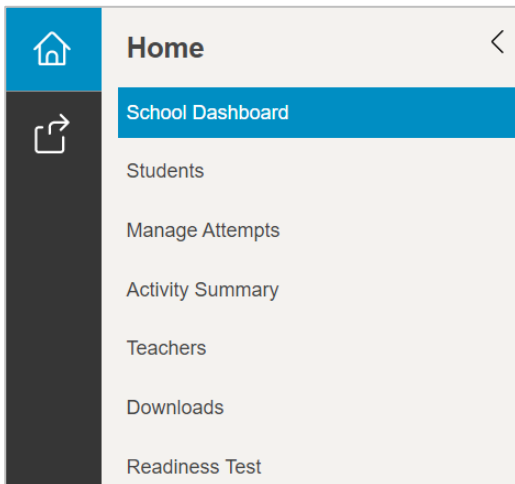 Home
School Dashboard
Students
Manage Attempts
Activity Summary
Teachers
Downloads
Readiness Test